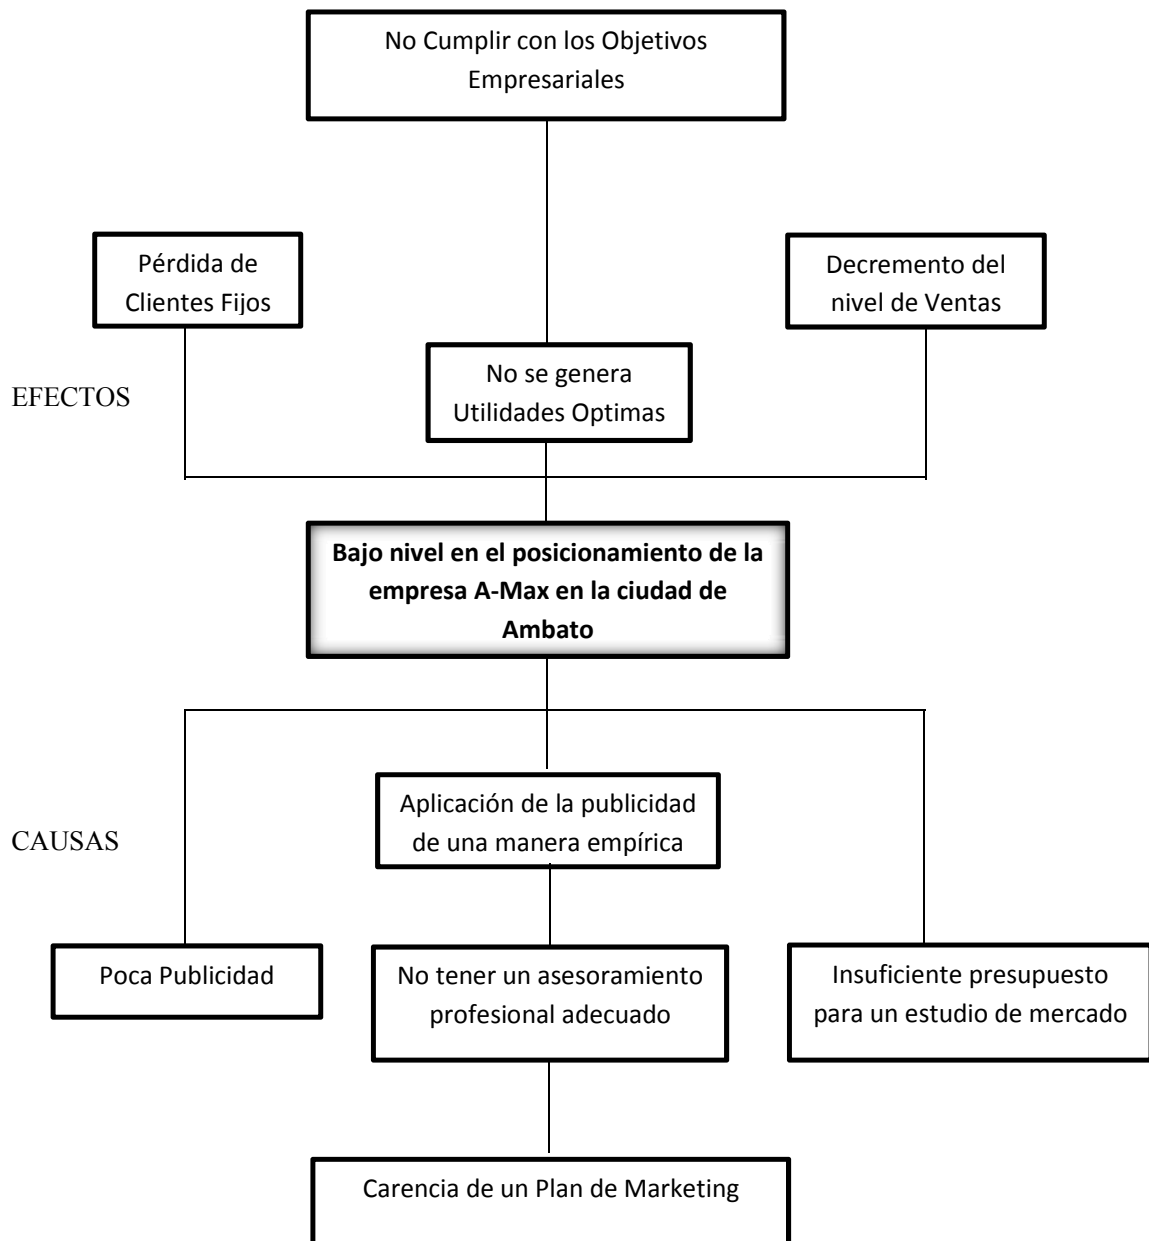 No Cumplir con los Objetivos
Empresariales
Pérdida de
Clientes Fijos
Decremento del
nivel de Ventas
No se genera
Utilidades Optimas
EFECTOS
Bajo nivel en el posicionamiento de la
empresa A-Max en la ciudad de
Ambato
Aplicación de la publicidad
de una manera empírica
CAUSAS
Poca Publicidad
No tener un asesoramiento
profesional adecuado
Insuficiente presupuesto
para un estudio de mercado
Carencia de un Plan de Marketing